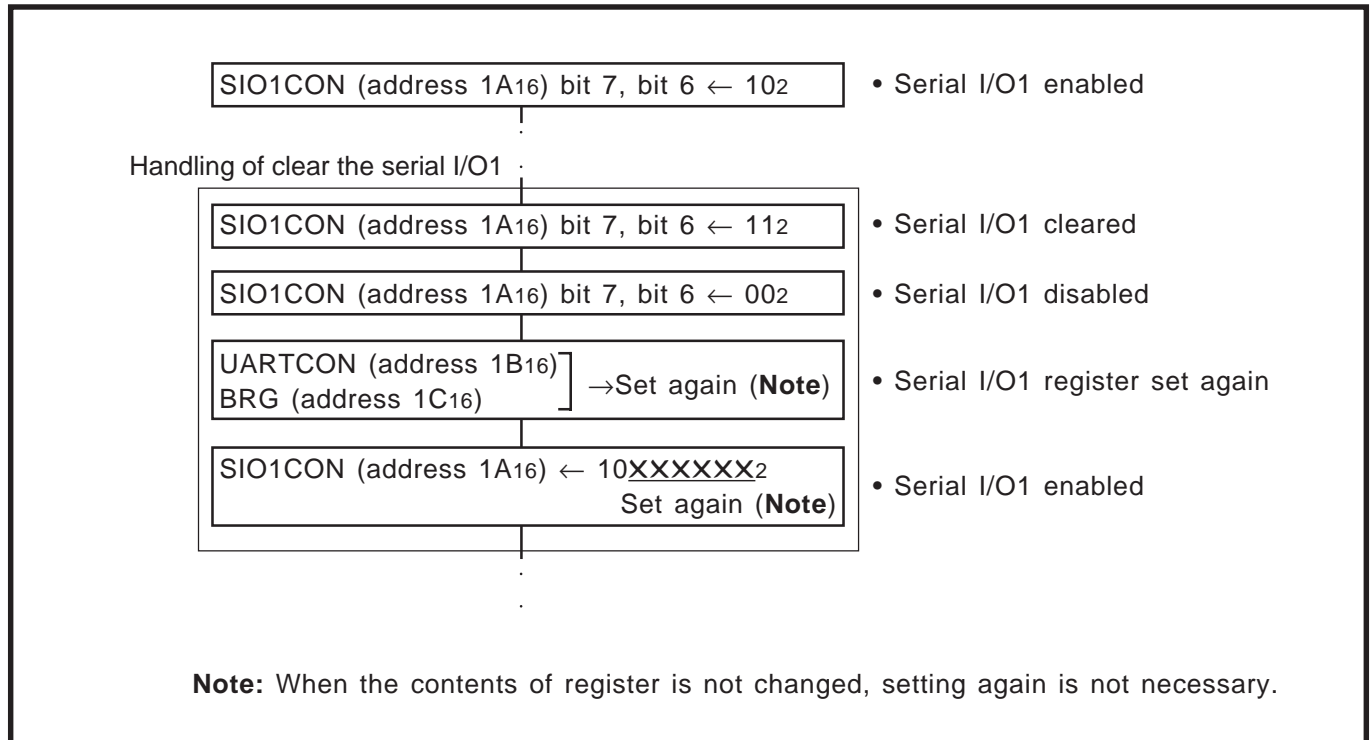 SIO1CON (address 1A16) bit 7, bit 6 ← 102 • Serial I/O1 enabled
Handling of clear the serial I/O1
SIO1CON (address 1A16) bit 7, bit 6 ← 112 • Serial I/O1 cleared
SIO1CON (address 1A16) bit 7, bit 6 ← 002 • Serial I/O1 disabled
UARTCON (address 1B16)
BRG (address 1C16)
→Set again (Note) • Serial I/O1 register set again
SIO1CON (address 1A16) ← 10XXXXXX2
Set again (Note)
• Serial I/O1 enabled
Note: When the contents of register is not changed, setting again is not necessary.